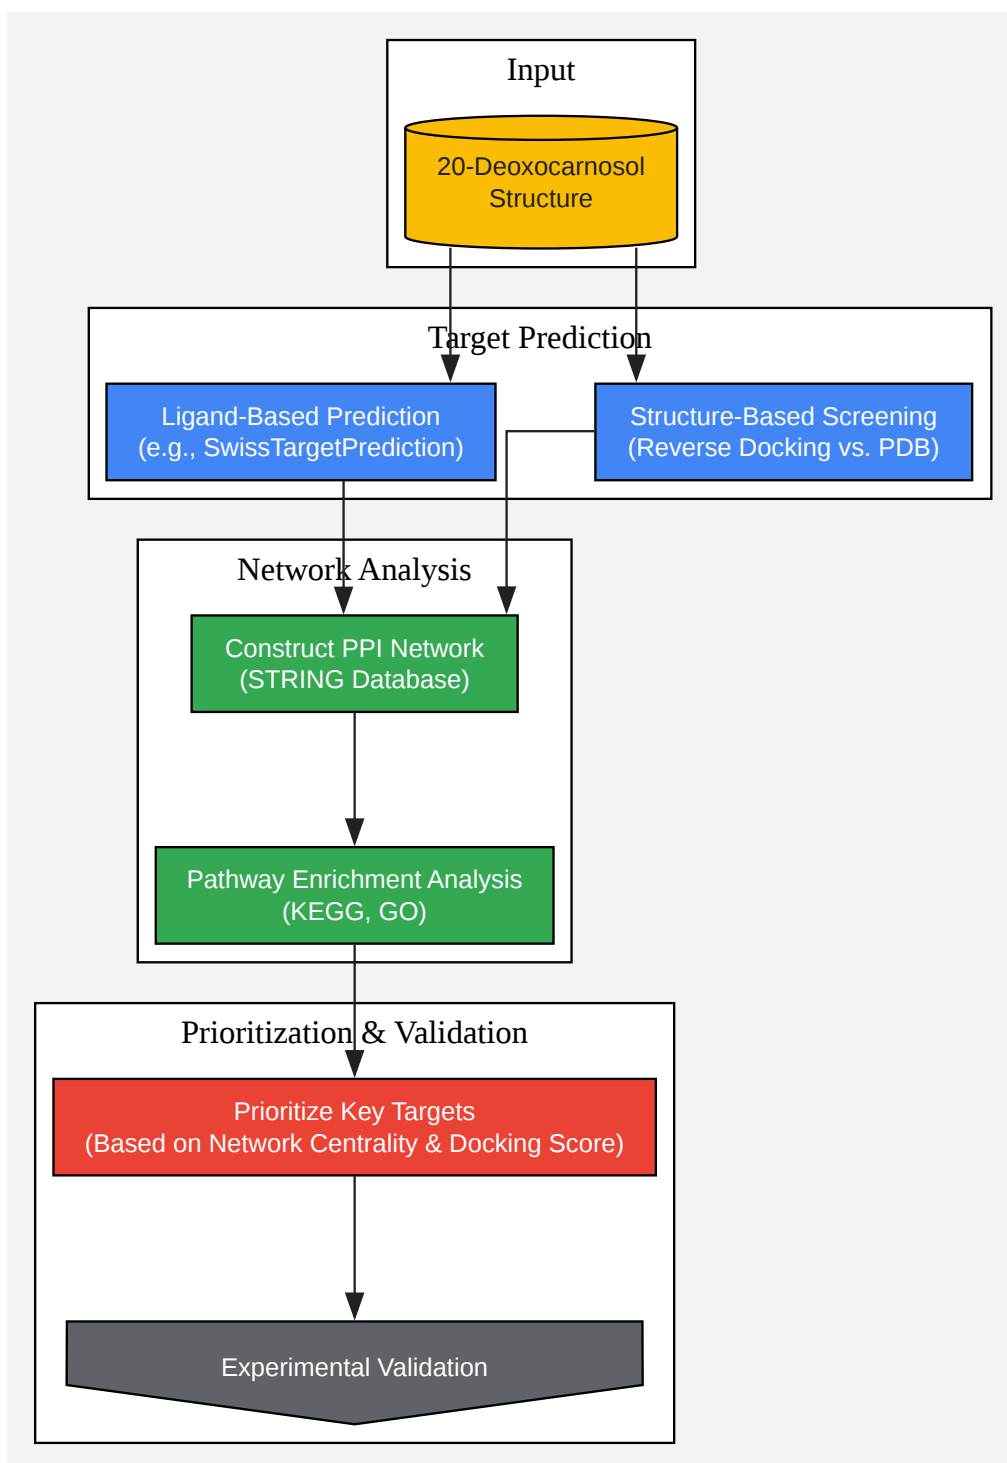 Input
20-Deoxocarnosol
Structure
Target Prediction
Ligand-Based Prediction
(e.g., SwissTargetPrediction)
Structure-Based Screening
(Reverse Docking vs. PDB)
Network Analysis
Construct PPI Network
(STRING Database)
Pathway Enrichment Analysis
(KEGG, GO)
Prioritization & Validation
Prioritize Key Targets
(Based on Network Centrality & Docking Score)
Experimental Validation